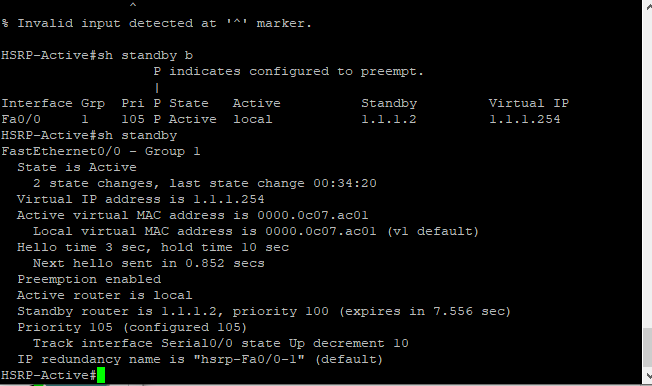 ^
% Invalid input detected at '^' marker.
HSRP-Active#sh standby b
P indicates configured to preempt.
|
Interface Grp Pri P State Active Standby Virtual IP
Fa0/0 1 105 P Active local 1.1.1.2 1.1.1.254
HSRP-Active#sh standby
FastEthernet0/0 - Group 1
State is Active
2 state changes, last state change 00:34:20
Virtual IP address is 1.1.1.254
Active virtual MAC address is 0000.0c07.ac01
Local virtual MAC address is 0000.0c07.ac01 (v1 default)
Hello time 3 sec, hold time 10 sec
Next hello sent in 0.852 secs
Preemption enabled
Active router is local
Standby router is 1.1.1.2, priority 100 (expires in 7.556 sec)
Priority 105 (configured 105)
Track interface Serial0/0 state Up decrement 10
IP redundancy name is "hsrp-Fa0/0-1" (default)
HSRP-Active#